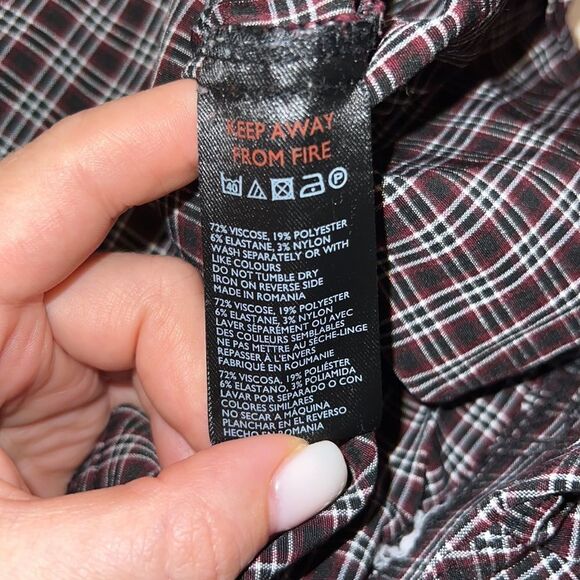 KEEP AWAY
FROM FIRE
40 P
72% VISCOSE, 19% POLYESTER
6% ELASTANE, 3% NYLON
WASH SEPARATELY OR WITH
LIKE COLOURS
DO NOT TUMBLE DRY
IRON ON REVERSE SIDE
MADE IN ROMANIA
72% VISCOSE, 19% POLYESTER
6% ELASTANE, 3% NYLON
LAVER SÉPARÉMENT OU AVEC
DES COULEURS SEMBLABLES
NE PAS METTRE AU SÈCHE-LINGE
REPASSER À L'ENVERS
FABRIQUÉ EN ROUMANIE
72% VISCOSA, 19% POLIÉSTER
6% ELASTANO, 3% POLIAMIDA
LAVAR POR SEPARADO O CON
COLORES SIMILARES
NO SECAR A MÁQUINA
PLANCHAR EN EL REVERSO
HECHO EN ROMANIA